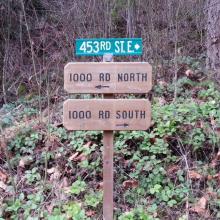 453RD ST. E.
1000 RD NORTH
1000 RD SOUTH